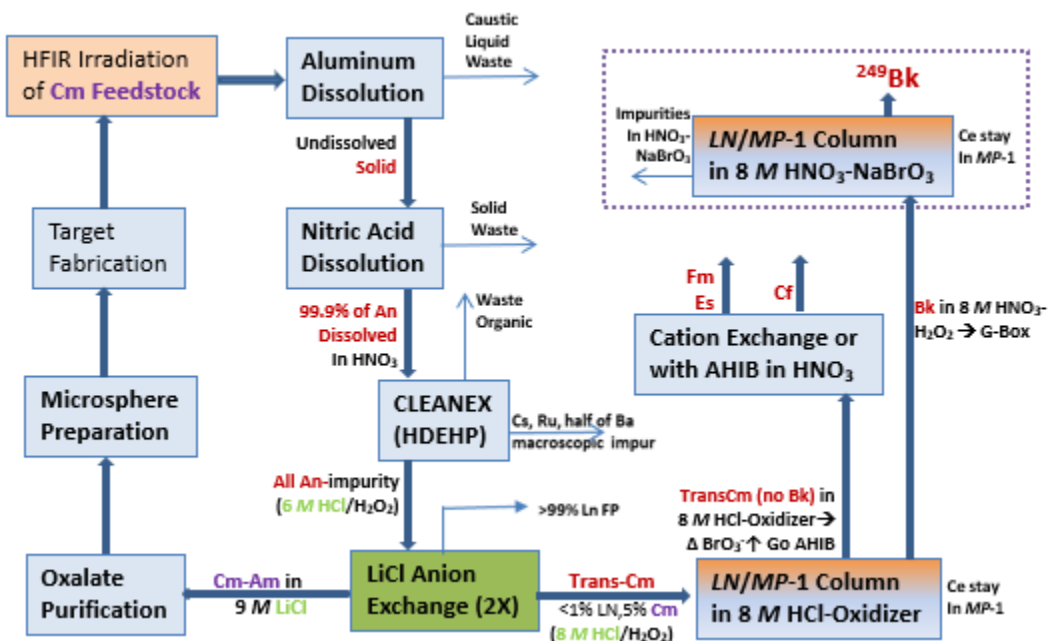 HFIR Irradiation
of Cm Feedstock
Aluminum
Dissolution
Caustic
Liquid
Waste
Undissolved
Solid
Nitric Acid
Dissolution
Solid
Waste
99.9% of An
Dissolved
In HNO₃
Waste
Organic
CLEANEX
(HDEHP)
Cs, Ru, half of Ba
macroscopic impur
All An-impurity
(6 M HCl/H₂O₂)
>99% Ln FP
LiCl Anion
Exchange (2X)
Cm-Am in
9 M LiCl
Oxalate
Purification
Microsphere
Preparation
Target
Fabrication
Trans-Cm
<1% LN,5% Cm
(8 M HCl/H₂O₂)
LN/MP-1 Column
in 8 M HCl-Oxidizer
Ce stay
In MP-1
TransCm (no Bk) in
8 M HCl-Oxidizer→
Δ BrO₃⁻↑ Go AHIB
Cation Exchange or
with AHIB in HNO₃
Fm
Es
Cf
Bk in 8 M HNO₃-
H₂O₂ → G-Box
LN/MP-1 Column
in 8 M HNO₃-NaBrO₃
Impurities
In HNO₃-
NaBrO₃
Ce stay
In MP-1
²⁴⁹Bk